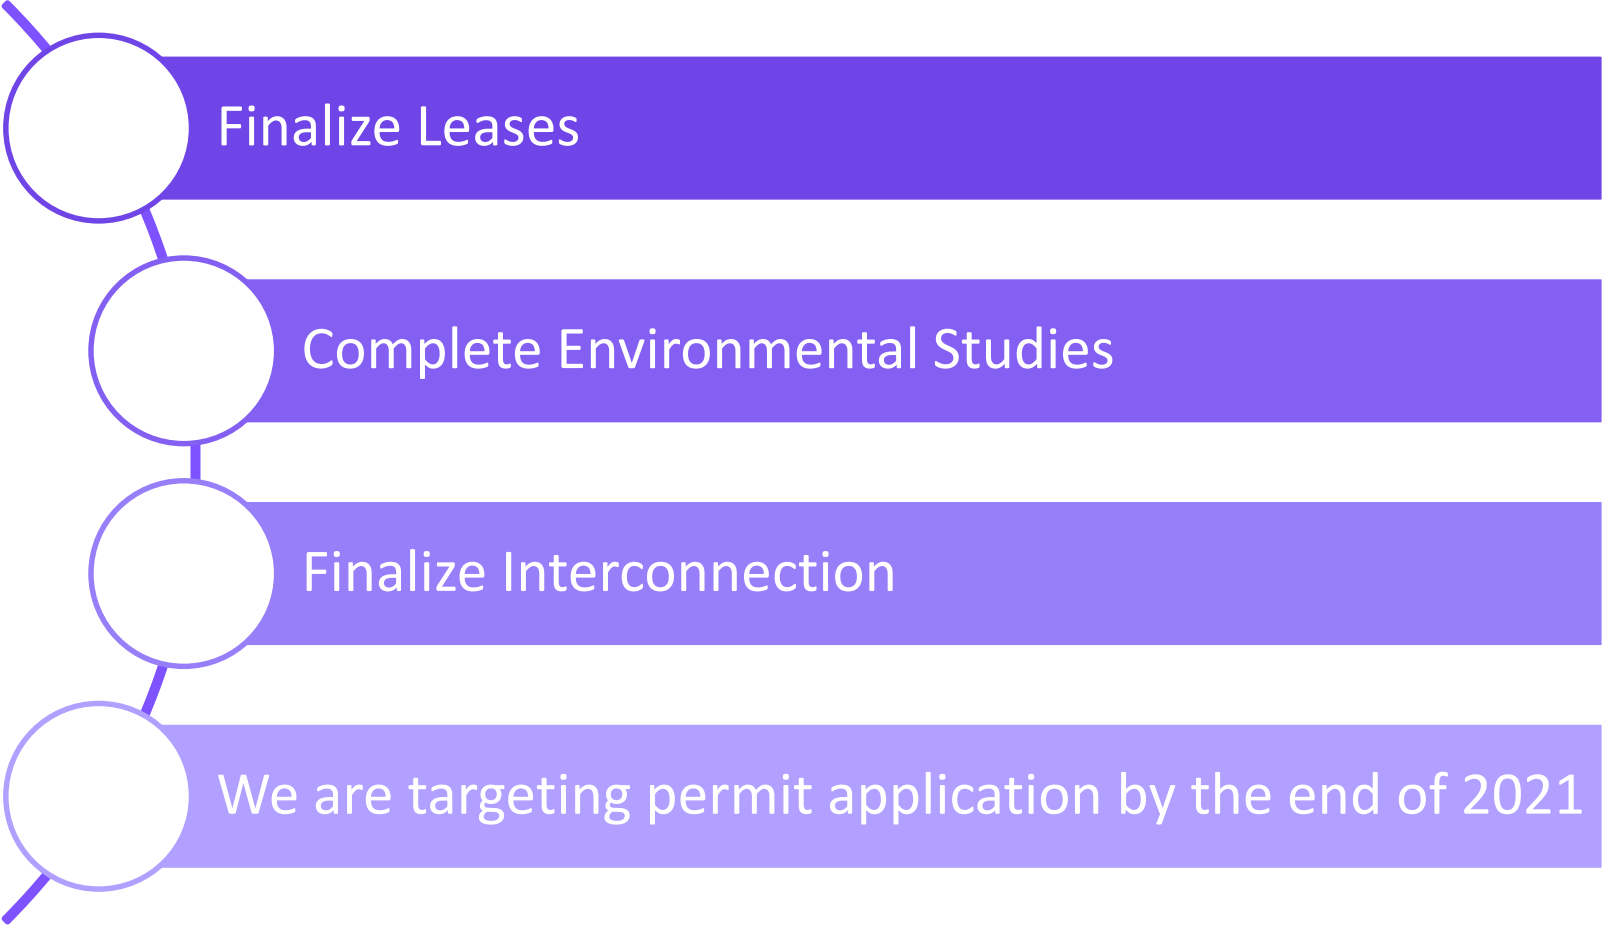 Finalize Leases
Complete Environmental Studies
Finalize Interconnection
We are targeting permit application by the end of 2021